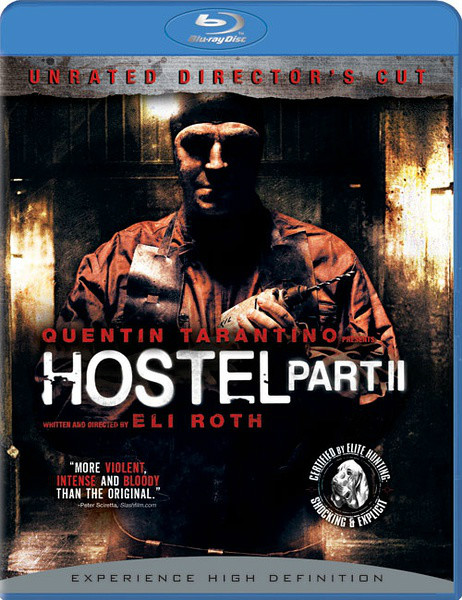 Blu-ray Disc
UNRATED DIRECTOR'S CUT
QUENTIN TARANTINO PRESENTS
HOSTEL PART II
WRITTEN AND DIRECTED BY ELI ROTH
"MORE VIOLENT,
INTENSE AND BLOODY
THAN THE ORIGINAL."
–Peter Sciretta, Slashfilm.com
CERTIFIED BY ELITE HUNTING
SHOCKING & EXPLICIT
EXPERIENCE HIGH DEFINITION